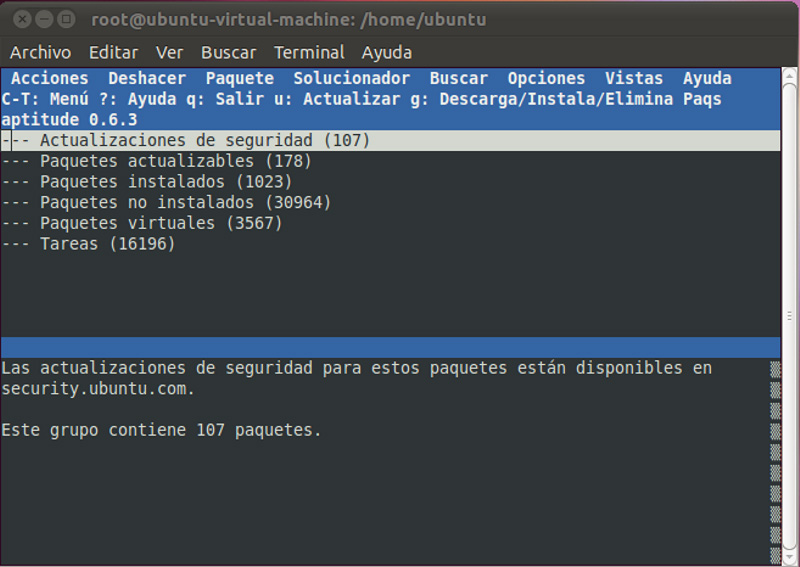 root@ubuntu-virtual-machine: /home/ubuntu
Archivo Editar Ver Buscar Terminal Ayuda
Acciones Deshacer Paquete Solucionador Buscar Opciones Vistas Ayuda
C-T: Menú ?: Ayuda q: Salir u: Actualizar g: Descarga/Instala/Elimina Paqs
aptitude 0.6.3
--- Actualizaciones de seguridad (107)
--- Paquetes actualizables (178)
--- Paquetes instalados (1023)
--- Paquetes no instalados (30964)
--- Paquetes virtuales (3567)
--- Tareas (16196)
Las actualizaciones de seguridad para estos paquetes están disponibles en
security.ubuntu.com.
Este grupo contiene 107 paquetes.